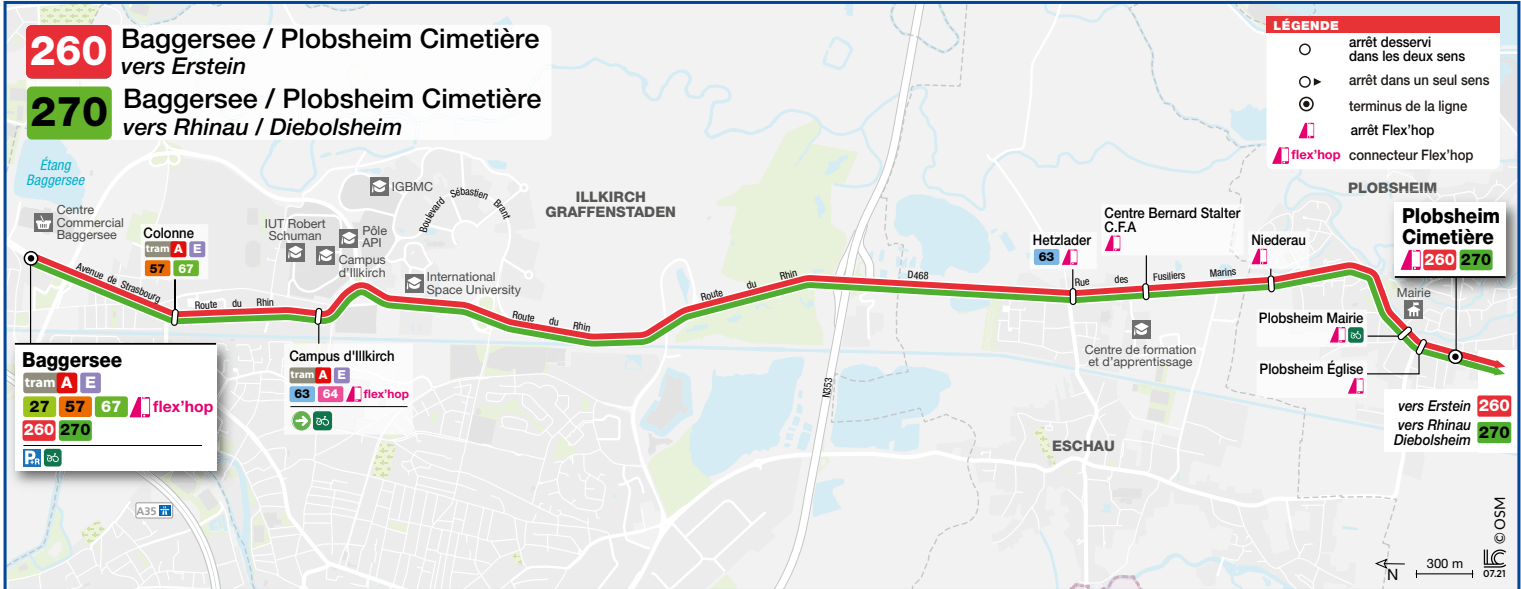 260 Baggersee / Plobsheim Cimetière
vers Erstein
270 Baggersee / Plobsheim Cimetière
vers Rhinau / Diebolsheim
LÉGENDE
arrêt desservi
dans les deux sens
arrêt dans un seul sens
terminus de la ligne
arrêt Flex'hop
flex'hop connecteur Flex'hop
Étang
Baggersee
Centre
Commercial
Baggersee
Colonne
tram A E
57 67
IUT Robert
Schuman
IGBMC
Pôle
API
Campus
d'Illkirch
Boulevard Sébastien Brant
International
Space University
ILLKIRCH
GRAFFENSTADEN
Avenue de Strasbourg
Route du Rhin
Route du Rhin
Route du Rhin
D468
Rue des Fusiliers Marins
N353
Hetzlader
63
Centre Bernard Stalter
C.F.A
Niederau
PLOBSHEIM
Plobsheim
Cimetière
260 270
Mairie
Plobsheim Mairie
Plobsheim Église
Centre de formation
et d'apprentissage
Baggersee
tram A E
27 57 67 flex'hop
260 270
P+R
Campus d'Illkirch
tram A E
63 64 flex'hop
vers Erstein 260
vers Rhinau
Diebolsheim 270
ESCHAU
A35
N
300 m
07.21
© OSM